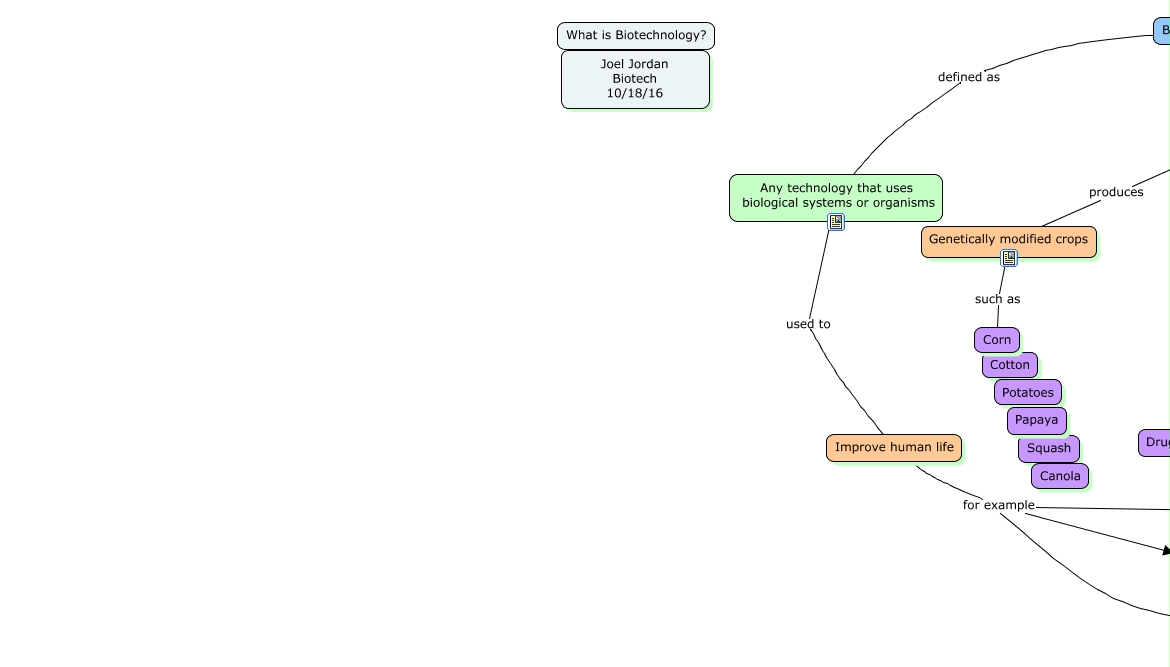 What is Biotechnology?
Joel Jordan
Biotech
10/18/16
defined as
Any technology that uses
biological systems or organisms
produces
Genetically modified crops
such as
Corn
Cotton
Potatoes
Papaya
Squash
Canola
used to
Improve human life
for example